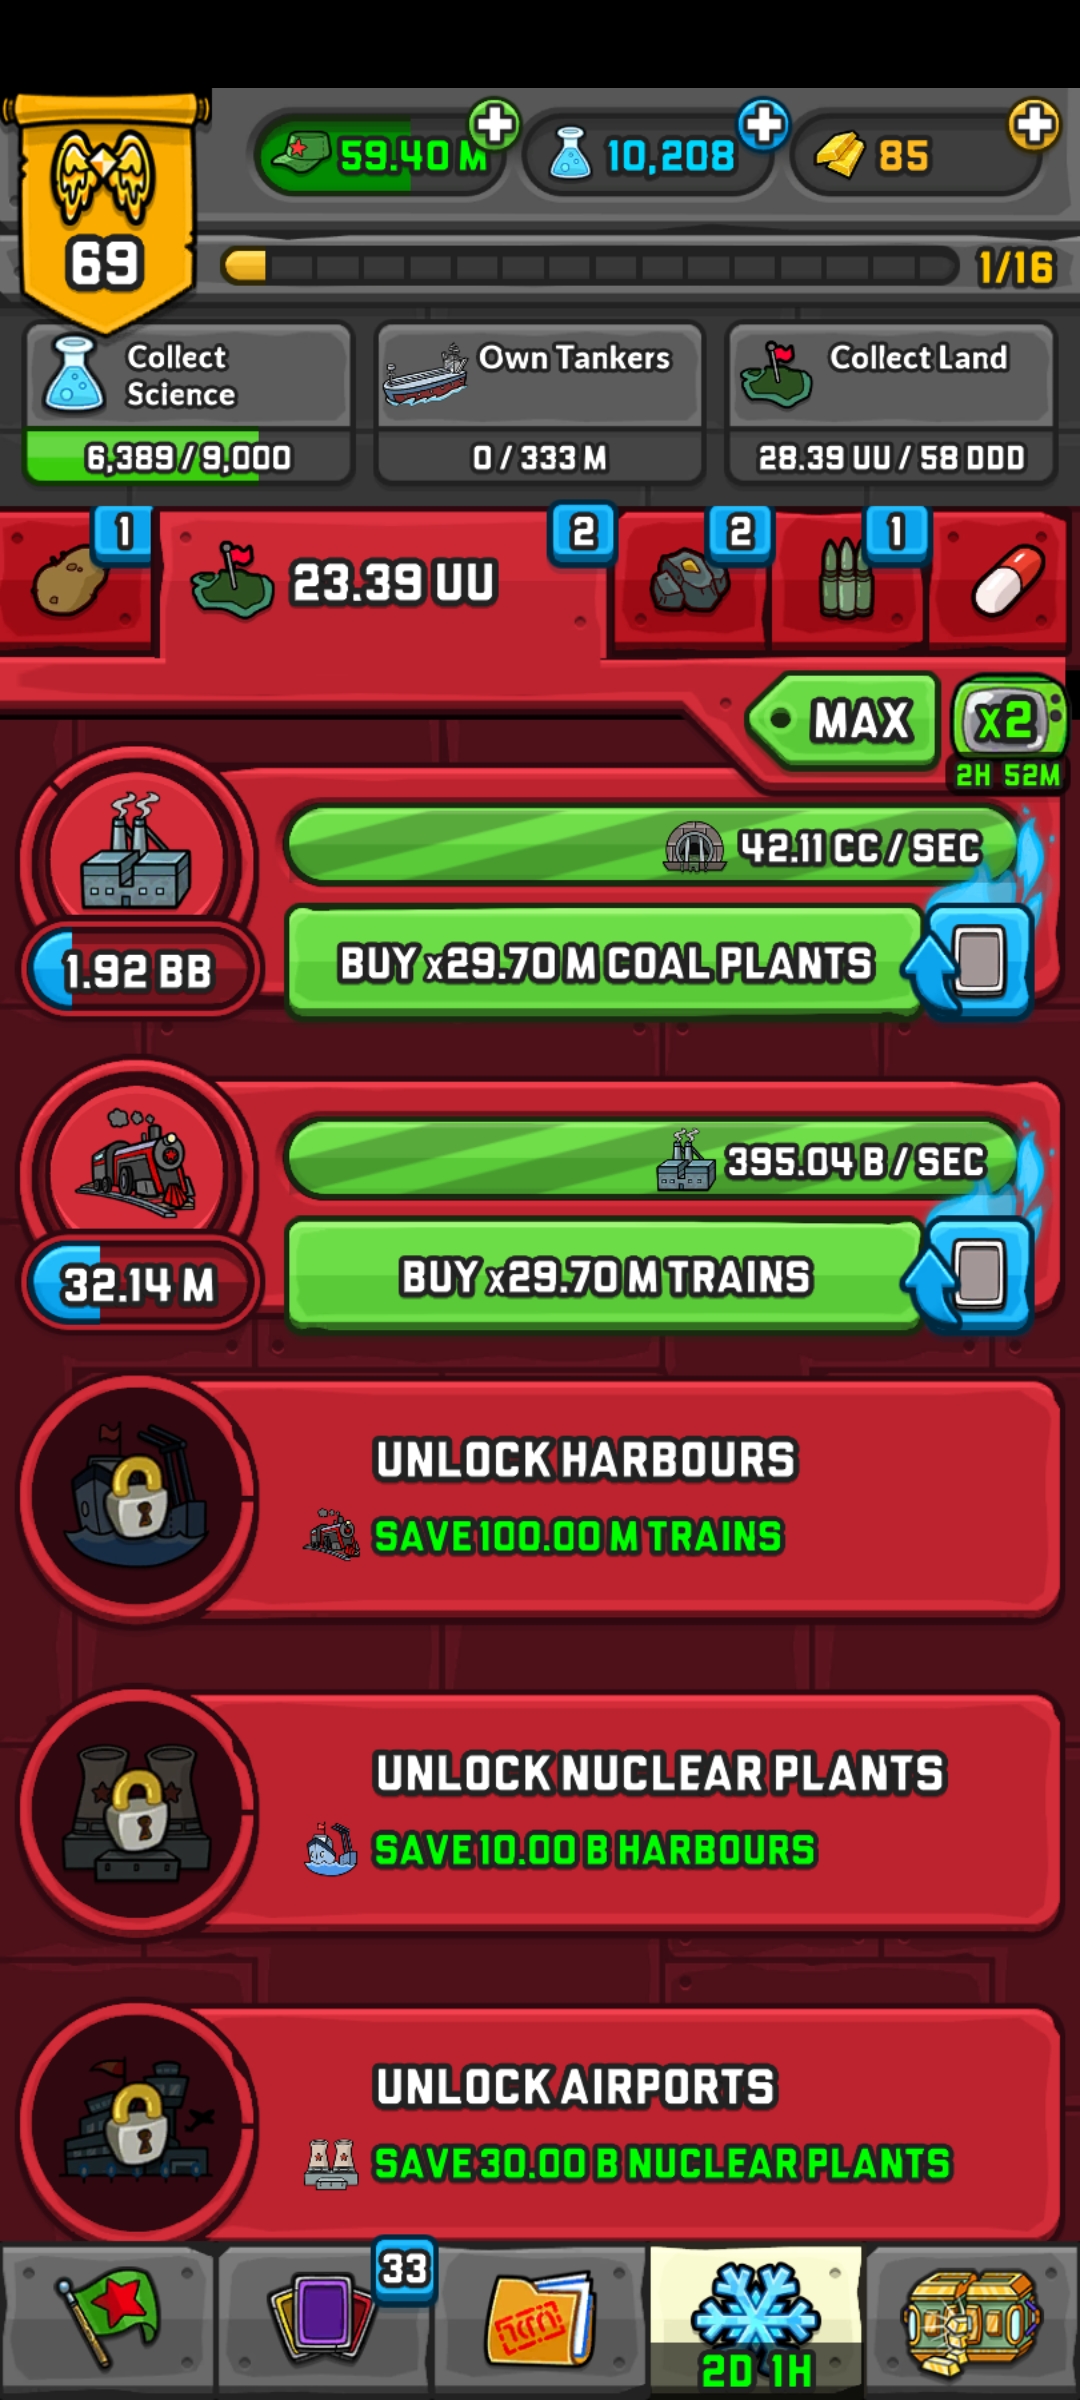 59.40 M
10,208
85
69
1/16
Collect
Science
6,389/9,000
Own Tankers
0/333 M
Collect Land
28.39 UU/58 DDD
1
23.39 UU
2
2
1
MAX
x2
2H 52M
42.11 CC/SEC
1.92 BB
BUY x29.70 M COAL PLANTS
395.04 B/SEC
32.14 M
BUY x29.70 M TRAINS
UNLOCK HARBOURS
SAVE 100.00 M TRAINS
UNLOCK NUCLEAR PLANTS
SAVE 10.00 B HARBOURS
UNLOCK AIRPORTS
SAVE 30.00 B NUCLEAR PLANTS
33
2D 1H